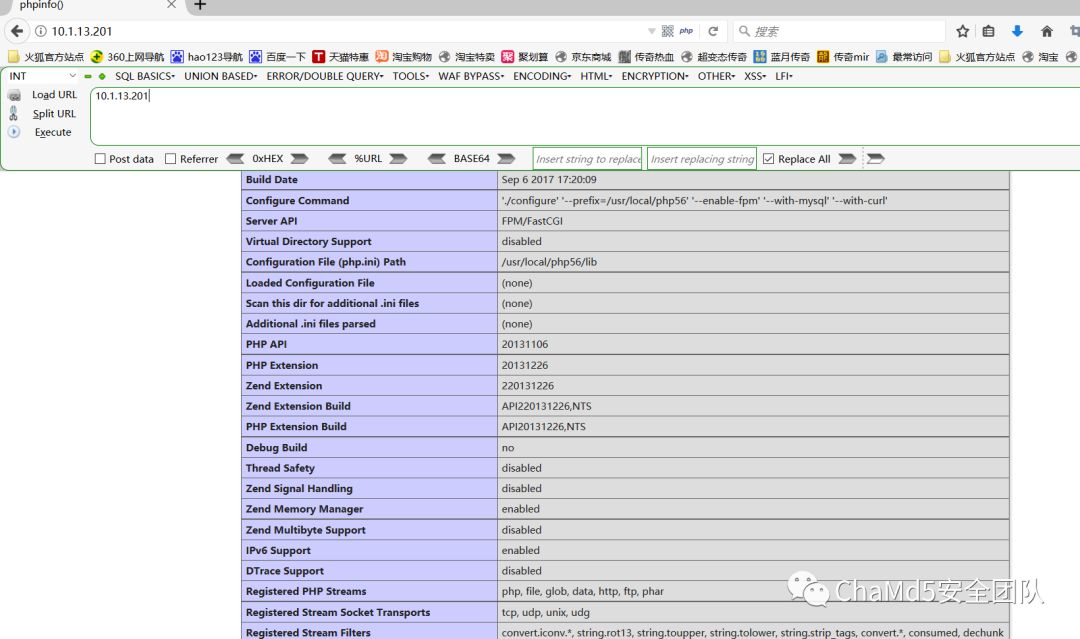 phpinfo()
10.1.13.201 php 搜索
火狐官方站点 360上网导航 hao123导航 百度一下 天猫特惠 淘宝购物 淘宝特卖 聚划算 京东商城 传奇热血 超变态传奇 蓝月传奇 传奇mir 最常访问 火狐官方站点 淘宝
INT SQL BASICS UNION BASED ERROR/DOUBLE QUERY TOOLS WAF BYPASS ENCODING HTML ENCRYPTION OTHER XSS LFI
Load URL 10.1.13.201
Split URL
Execute
Post data Referrer 0xHEX %URL BASE64 Insert string to replace Insert replacing string Replace All
Build Date Sep 6 2017 17:20:09
Configure Command './configure' '--prefix=/usr/local/php56' '--enable-fpm' '--with-mysql' '--with-curl'
Server API FPM/FastCGI
Virtual Directory Support disabled
Configuration File (php.ini) Path /usr/local/php56/lib
Loaded Configuration File (none)
Scan this dir for additional .ini files (none)
Additional .ini files parsed (none)
PHP API 20131106
PHP Extension 20131226
Zend Extension 220131226
Zend Extension Build API220131226,NTS
PHP Extension Build API20131226,NTS
Debug Build no
Thread Safety disabled
Zend Signal Handling disabled
Zend Memory Manager enabled
Zend Multibyte Support disabled
IPv6 Support enabled
DTrace Support disabled
Registered PHP Streams php, file, glob, data, http, ftp, phar
Registered Stream Socket Transports tcp, udp, unix, udg
Registered Stream Filters convert.iconv.*, string.rot13, string.toupper, string.tolower, string.strip_tags, convert.*, consumed, dechunk
ChaMd5安全团队